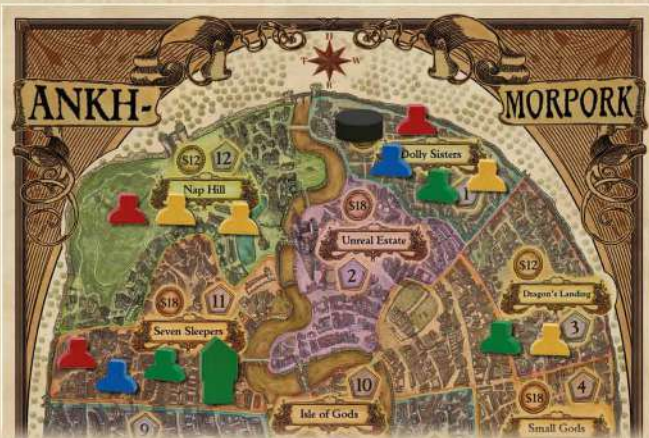 T W
R
ANKH-
MORPORK
$12 12
Nap Hill
Dolly Sisters
1
$18
Unreal Estate
2
$12
Dragon's Landing
3
$18 11
Seven Sleepers
10
Isle of Gods
$18 4
Small Gods
9